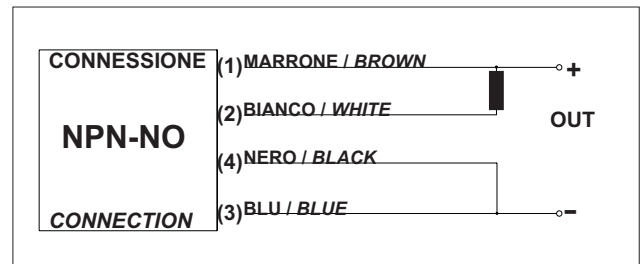 CONNESSIONE
(1) MARRONE / BROWN
+
(2) BIANCO / WHITE
OUT
NPN-NO
(4) NERO / BLACK
CONNECTION
(3) BLU / BLUE
-